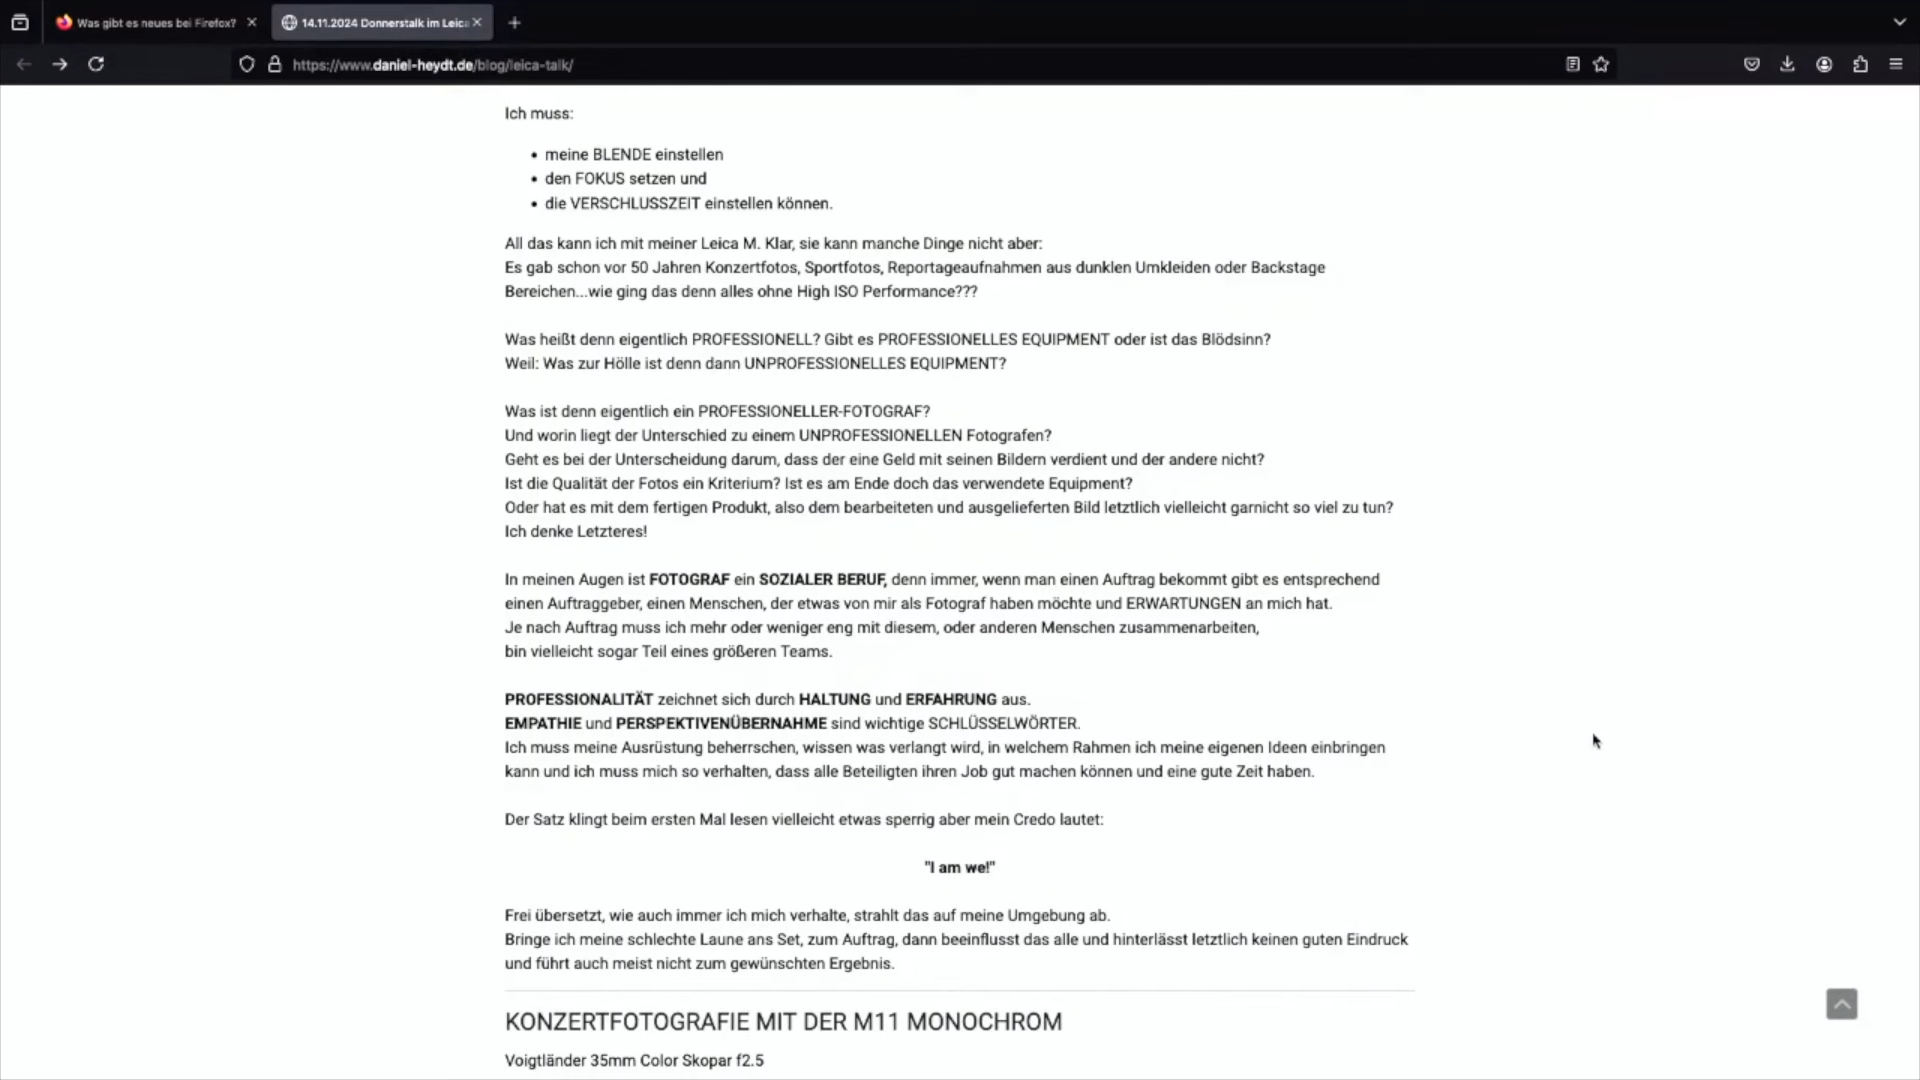 Was gibt es neues bei Firefox?
14.11.2024 Donnerstalk im Leic
https://www.daniel-heydt.de/blog/leica-talk/
Ich muss:
• meine BLENDE einstellen
• den FOKUS setzen und
• die VERSCHLUSSZEIT einstellen können.
All das kann ich mit meiner Leica M. Klar, sie kann manche Dinge nicht aber:
Es gab schon vor 50 Jahren Konzertfotos, Sportfotos, Reportageaufnahmen aus dunklen Umkleiden oder Backstage
Bereichen...wie ging das denn alles ohne High ISO Performance???
Was heißt denn eigentlich PROFESSIONELL? Gibt es PROFESSIONELLES EQUIPMENT oder ist das Blödsinn?
Weil: Was zur Hölle ist denn dann UNPROFESSIONELLES EQUIPMENT?
Was ist denn eigentlich ein PROFESSIONELLER-FOTOGRAF?
Und worin liegt der Unterschied zu einem UNPROFESSIONELLEN Fotografen?
Geht es bei der Unterscheidung darum, dass der eine Geld mit seinen Bildern verdient und der andere nicht?
Ist die Qualität der Fotos ein Kriterium? Ist es am Ende doch das verwendete Equipment?
Oder hat es mit dem fertigen Produkt, also dem bearbeiteten und ausgelieferten Bild letztlich vielleicht garnicht so viel zu tun?
Ich denke Letzteres!
In meinen Augen ist FOTOGRAF ein SOZIALER BERUF, denn immer, wenn man einen Auftrag bekommt gibt es entsprechend
einen Auftraggeber, einen Menschen, der etwas von mir als Fotograf haben möchte und ERWARTUNGEN an mich hat.
Je nach Auftrag muss ich mehr oder weniger eng mit diesem, oder anderen Menschen zusammenarbeiten,
bin vielleicht sogar Teil eines größeren Teams.
PROFESSIONALITÄT zeichnet sich durch HALTUNG und ERFAHRUNG aus.
EMPATHIE und PERSPEKTIVENÜBERNAHME sind wichtige SCHLÜSSELWÖRTER.
Ich muss meine Ausrüstung beherrschen, wissen was verlangt wird, in welchem Rahmen ich meine eigenen Ideen einbringen
kann und ich muss mich so verhalten, dass alle Beteiligten ihren Job gut machen können und eine gute Zeit haben.
Der Satz klingt beim ersten Mal lesen vielleicht etwas sperrig aber mein Credo lautet:
"I am we!"
Frei übersetzt, wie auch immer ich mich verhalte, strahlt das auf meine Umgebung ab.
Bringe ich meine schlechte Laune ans Set, zum Auftrag, dann beeinflusst das alle und hinterlässt letztlich keinen guten Eindruck
und führt auch meist nicht zum gewünschten Ergebnis.
KONZERTFOTOGRAFIE MIT DER M11 MONOCHROM
Voigtländer 35mm Color Skopar f2.5